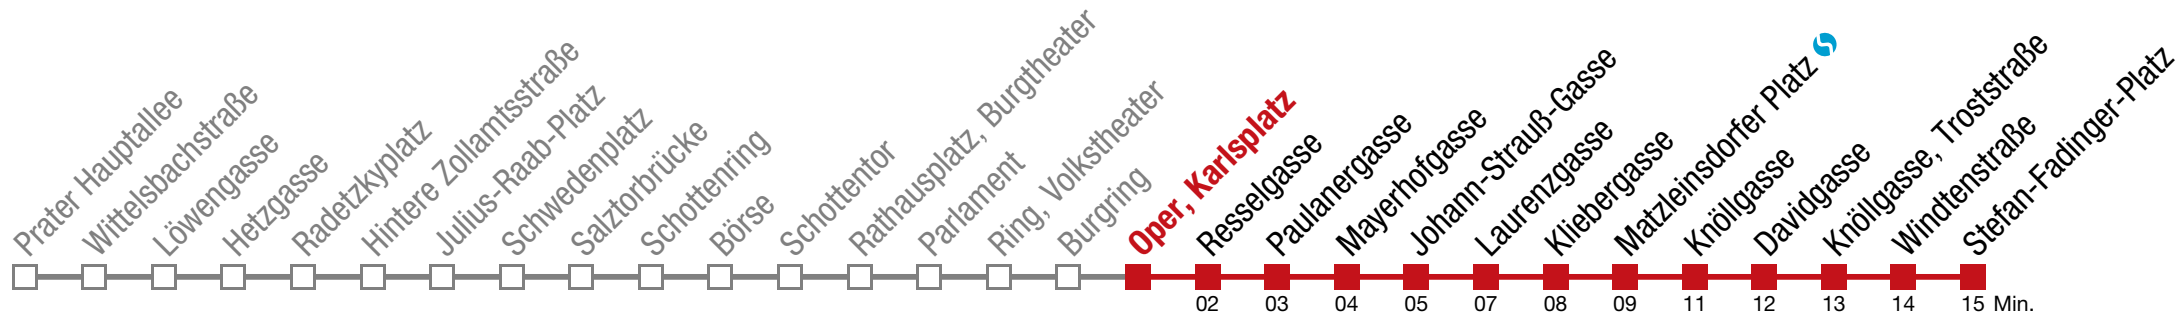 Prater Hauptallee
Wittelsbachstraße
Löwengasse
Hetzgasse
Radetzkyplatz
Hintere Zollamtsstraße
Julius-Raab-Platz
Schwedenplatz
Salztorbrücke
Schottenring
Börse
Schottentor
Rathausplatz, Burgtheater
Parlament
Ring, Volkstheater
Burgring
Oper, Karlsplatz
Resselgasse
Paulanergasse
Mayerhofgasse
Johann-Strauß-Gasse
Laurenzgasse
Kliebergasse
Matzleinsdorfer Platz
Knöllgasse
Davidgasse
Knöllgasse, Troststraße
Windtenstraße
Stefan-Fadinger-Platz
02 03 04 05 07 08 09 11 12 13 14 15 Min.